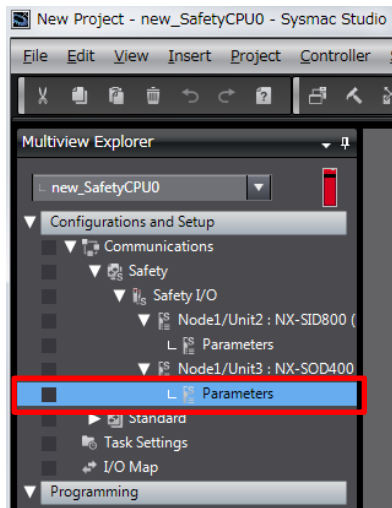 New Project - new_SafetyCPU0 - Sysmac Studio
File Edit View Insert Project Controller
Multiview Explorer
new_SafetyCPU0
Configurations and Setup
Communications
Safety
Safety I/O
Node1/Unit2 : NX-SID800 (
Parameters
Node1/Unit3 : NX-SOD400
Parameters
Standard
Task Settings
I/O Map
Programming